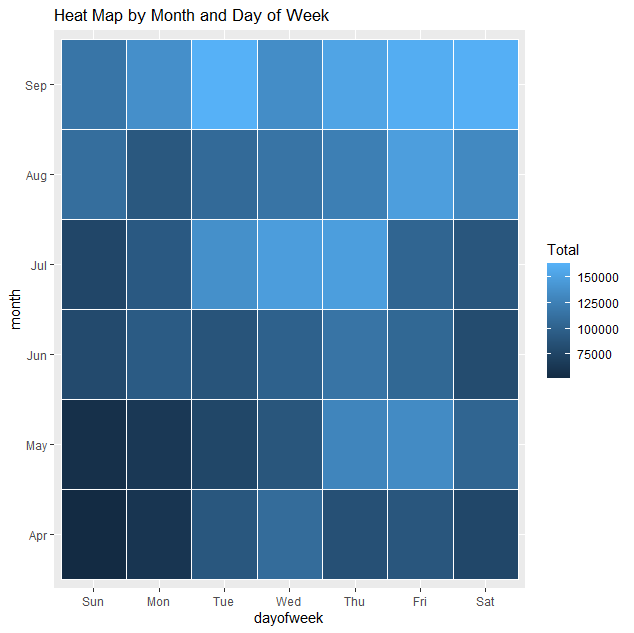 Heat Map by Month and Day of Week
Sep
Aug
Jul
Jun
May
Apr
month
Sun Mon Tue Wed Thu Fri Sat
dayofweek
Total
150000
125000
100000
75000